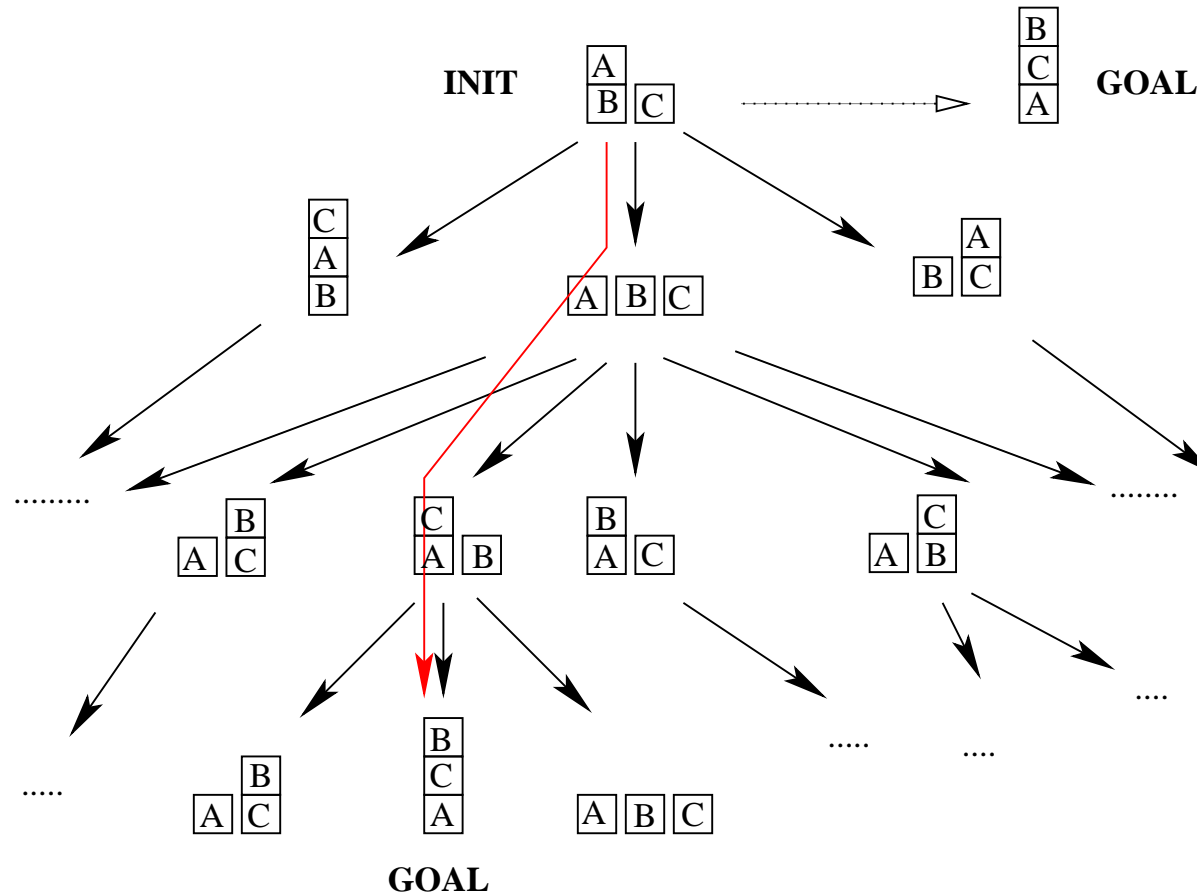 B
A
C
INIT
GOAL
B C
A
C
A
A
B C
A B C
B
......... ........
B C B C
A C A B A C A B
....
B
..... ....
B C
.....
A C A A B C
GOAL